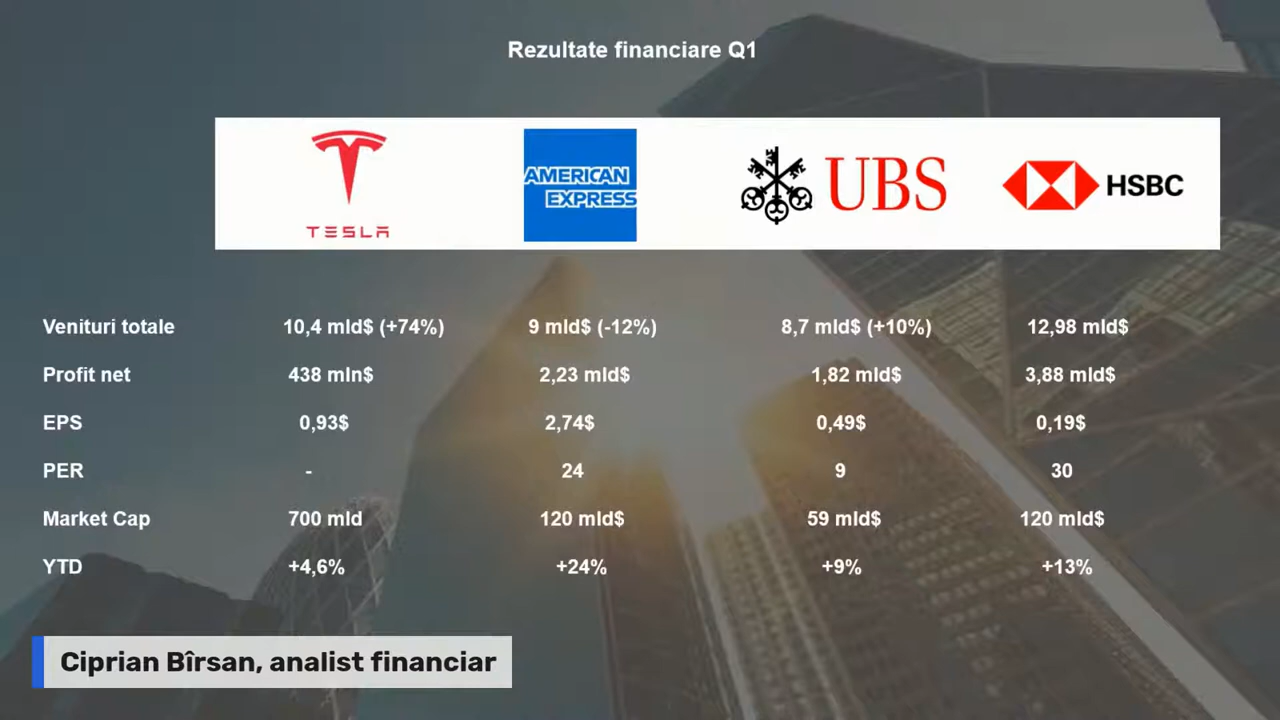 Rezultate financiare Q1
TESLA
AMERICAN
EXPRESS
UBS
HSBC
Venituri totale 10,4 mld$ (+74%) 9 mld$ (-12%) 8,7 mld$ (+10%) 12,98 mld$
Profit net 438 mln$ 2,23 mld$ 1,82 mld$ 3,88 mld$
EPS 0,93$ 2,74$ 0,49$ 0,19$
PER - 24 9 30
Market Cap 700 mld 120 mld$ 59 mld$ 120 mld$
YTD +4,6% +24% +9% +13%
Ciprian Bîrsan, analist financiar